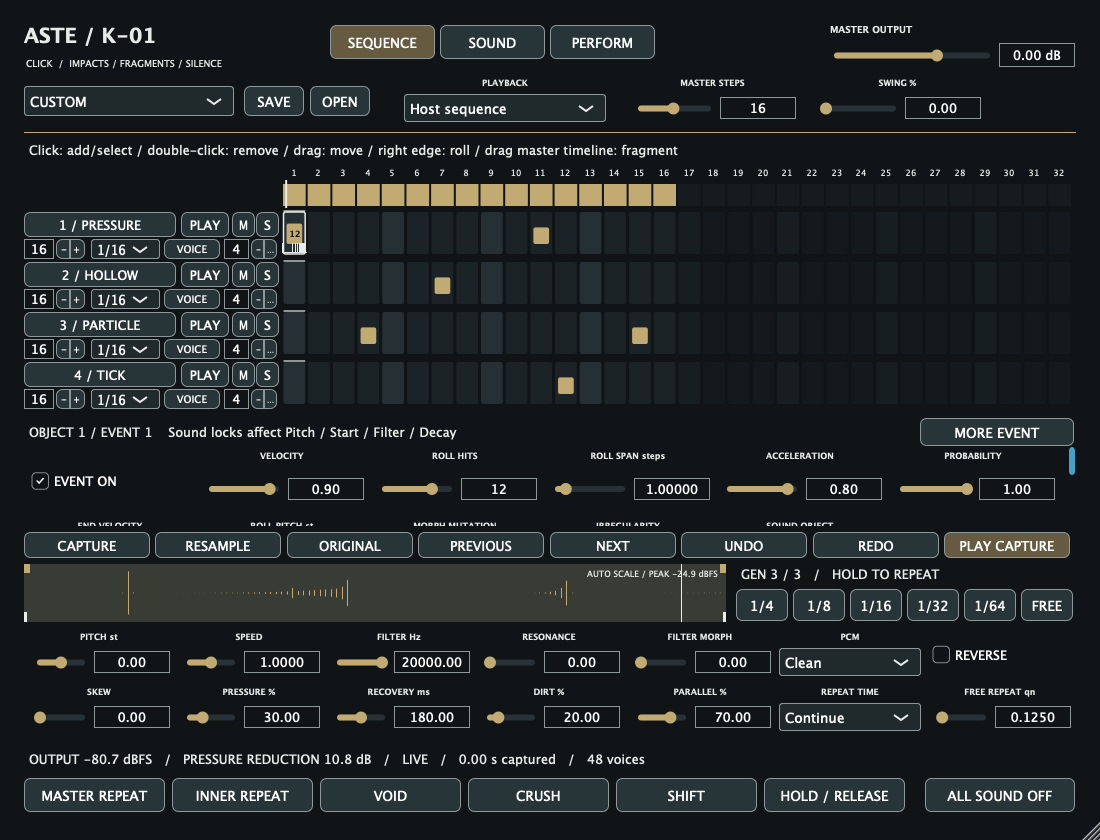 ASTE / K-01
SEQUENCE SOUND PERFORM
MASTER OUTPUT
0.00 dB
CLICK / IMPACTS / FRAGMENTS / SILENCE
CUSTOM SAVE OPEN
PLAYBACK MASTER STEPS SWING %
Host sequence 16 0.00
Click: add/select / double-click: remove / drag: move / right edge: roll / drag master timeline: fragment
1 2 3 4 5 6 7 8 9 10 11 12 13 14 15 16 17 18 19 20 21 22 23 24 25 26 27 28 29 30 31 32
1 / PRESSURE PLAY M S
12
16 - + 1/16 VOICE 4 - ...
2 / HOLLOW PLAY M S
16 - + 1/16 VOICE 4 - ...
3 / PARTICLE PLAY M S
16 - + 1/16 VOICE 4 - ...
4 / TICK PLAY M S
16 - + 1/16 VOICE 4 - ...
OBJECT 1 / EVENT 1 Sound locks affect Pitch / Start / Filter / Decay
MORE EVENT
VELOCITY ROLL HITS ROLL SPAN steps ACCELERATION PROBABILITY
EVENT ON 0.90 12 1.00000 0.80 1.00
END VELOCITY ROLL PITCH st MORPH MUTATION IRREGULARITY SOUND OBJECT
CAPTURE RESAMPLE ORIGINAL PREVIOUS NEXT UNDO REDO PLAY CAPTURE
AUTO SCALE / PEAK -24.9 dBFS
GEN 3 / 3 / HOLD TO REPEAT
1/4 1/8 1/16 1/32 1/64 FREE
PITCH st SPEED FILTER Hz RESONANCE FILTER MORPH PCM
0.00 1.0000 20000.00 0.00 0.00 Clean REVERSE
SKEW PRESSURE % RECOVERY ms DIRT % PARALLEL % REPEAT TIME FREE REPEAT qn
0.00 30.00 180.00 20.00 70.00 Continue 0.1250
OUTPUT -80.7 dBFS / PRESSURE REDUCTION 10.8 dB / LIVE / 0.00 s captured / 48 voices
MASTER REPEAT INNER REPEAT VOID CRUSH SHIFT HOLD / RELEASE ALL SOUND OFF